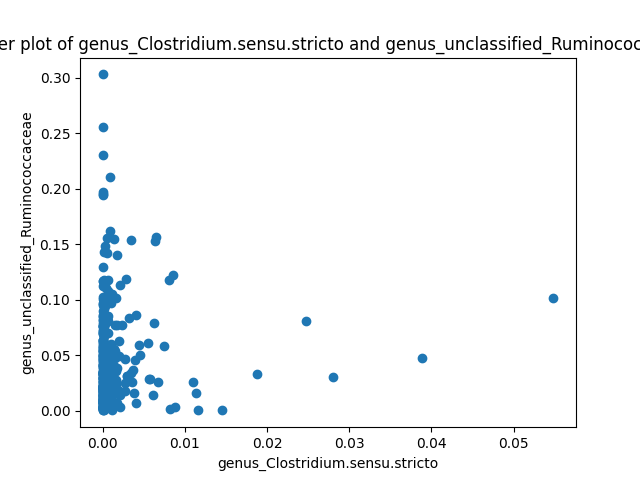 er plot of genus_Clostridium.sensu.stricto and genus_unclassified_Ruminococ
0.30
0.25
0.20
0.15
0.10
0.05
0.00
genus_unclassified_Ruminococcaceae
0.00 0.01 0.02 0.03 0.04 0.05
genus_Clostridium.sensu.stricto